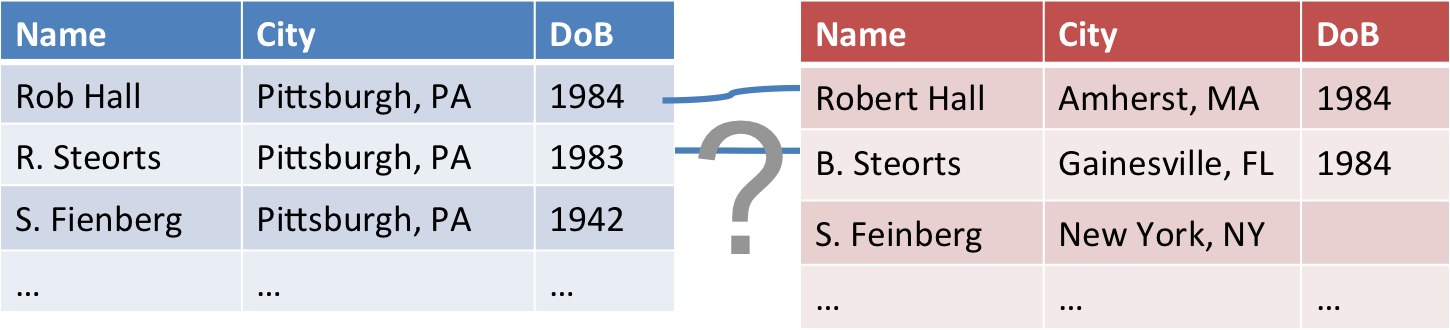 Name City DoB
Rob Hall Pittsburgh, PA 1984
R. Steorts Pittsburgh, PA 1983
S. Fienberg Pittsburgh, PA 1942
... ... ...
?
Name City DoB
Robert Hall Amherst, MA 1984
B. Steorts Gainesville, FL 1984
S. Feinberg New York, NY
... ... ...